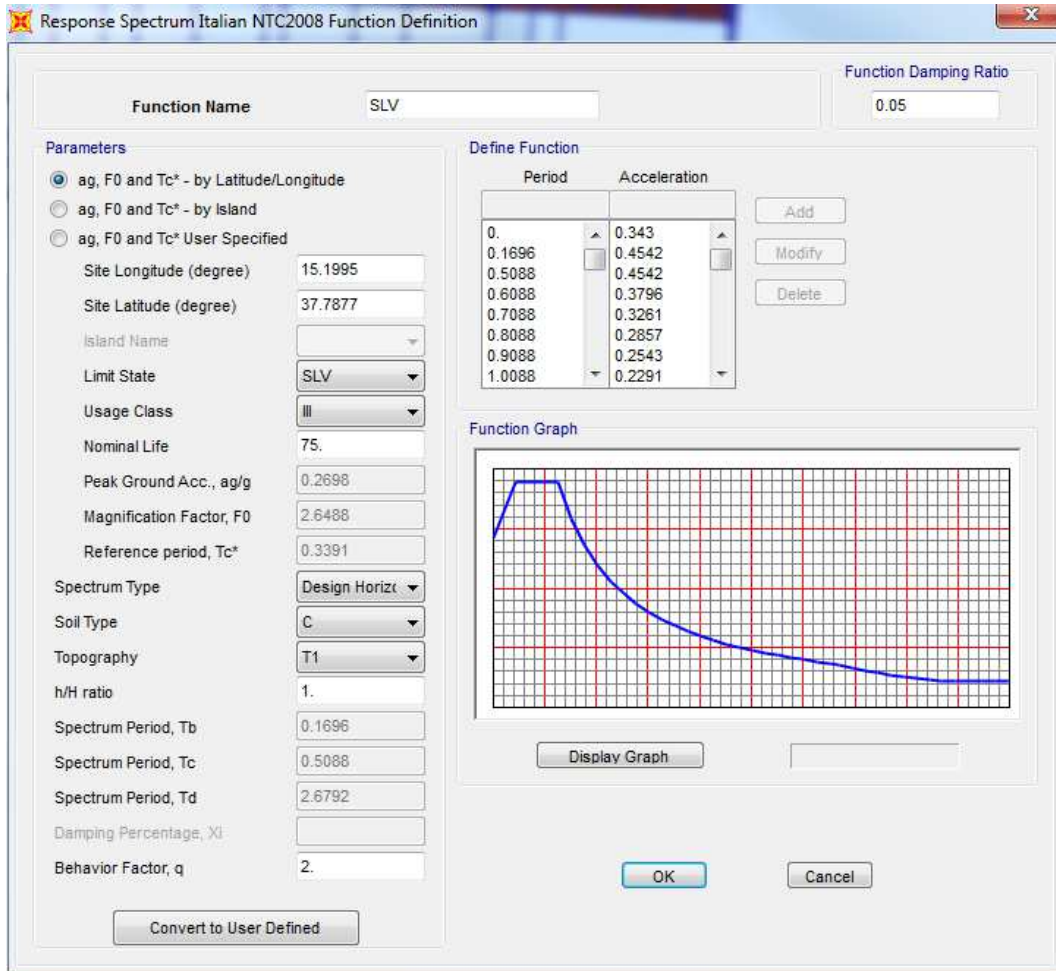 Response Spectrum Italian NTC2008 Function Definition
Function Damping Ratio
Function Name SLV
0.05
Parameters
ag, F0 and Tc* - by Latitude/Longitude
ag, F0 and Tc* - by Island
ag, F0 and Tc* User Specified
Site Longitude (degree) 15.1995
Site Latitude (degree) 37.7877
Island Name
Limit State SLV
Usage Class III
Nominal Life 75.
Peak Ground Acc., ag/g 0.2698
Magnification Factor, F0 2.6488
Reference period, Tc* 0.3391
Spectrum Type Design Horizc
Soil Type C
Topography T1
h/H ratio 1.
Spectrum Period, Tb 0.1696
Spectrum Period, Tc 0.5088
Spectrum Period, Td 2.6792
Damping Percentage, Xi
Behavior Factor, q 2.
Convert to User Defined
Define Function
Period Acceleration
0. 0.343
0.1696 0.4542
0.5088 0.4542
0.6088 0.3796
0.7088 0.3261
0.8088 0.2857
0.9088 0.2543
1.0088 0.2291
Add
Modify
Delete
Function Graph
Display Graph
OK Cancel